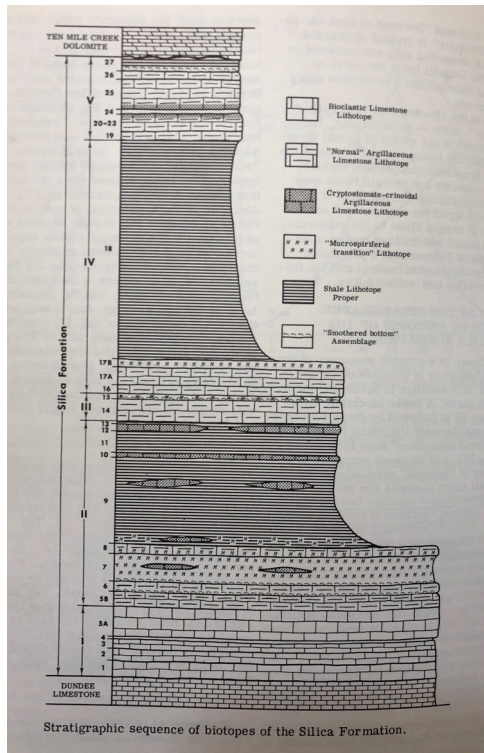 TEN MILE CREEK
DOLOMITE
27
26
V
25
24
20-23
19
18
IV
Silica Formation
17B
17A
16
15
III
14
13
12
11
10
II
9
8
7
6
5B
5A
I
4
3
2
1
DUNDEE
LIMESTONE
Bioclastic Limestone
Lithotope
"Normal" Argillaceous
Limestone Lithotope
Cryptostomate-crinoidal
Argillaceous
Limestone Lithotope
"Mucrospiriferid
transition" Lithotope
Shale Lithotope
Proper
"Smothered bottom"
Assemblage
Stratigraphic sequence of biotopes of the Silica Formation.